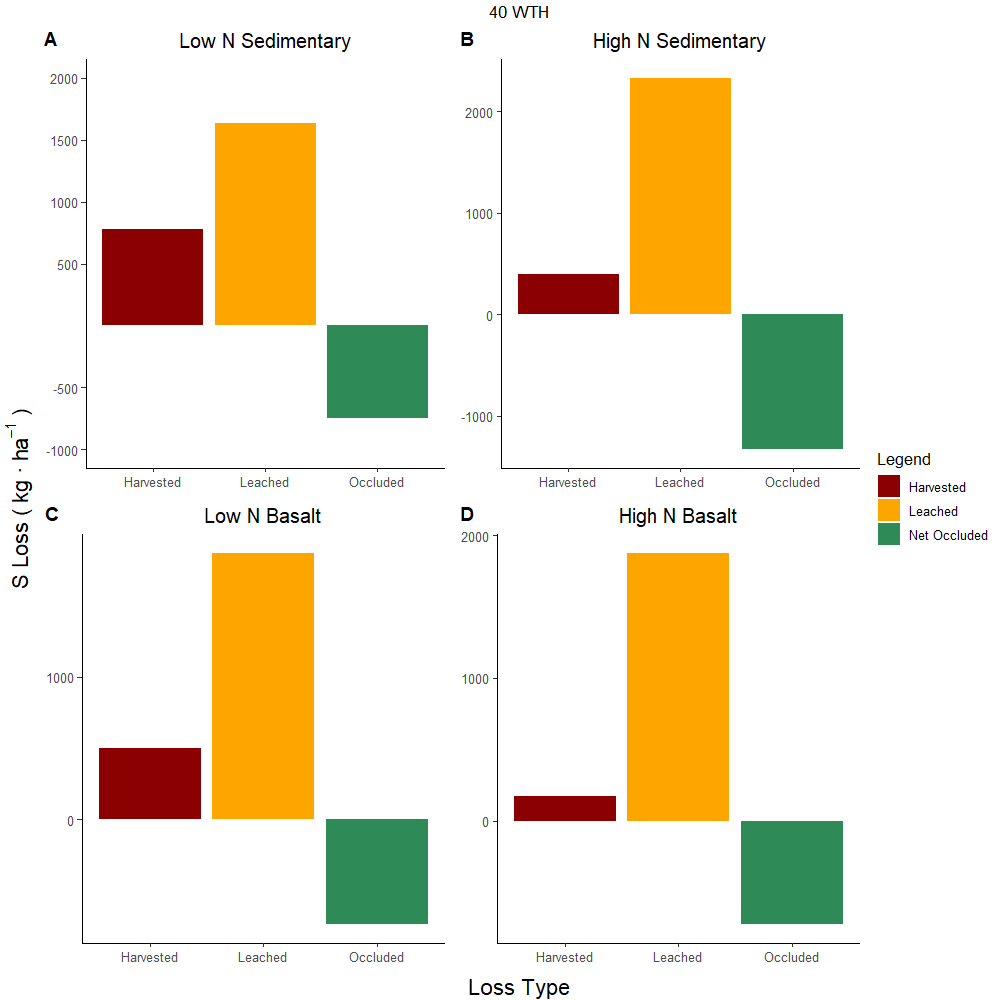 40 WTH
A
Low N Sedimentary
2000
1500
1000
500
-500
-1000
Harvested
Leached
Occluded
B
High N Sedimentary
2000
1000
0
-1000
Harvested
Leached
Occluded
S Loss ( kg · ha⁻¹ )
C
Low N Basalt
1000
0
Harvested
Leached
Occluded
D
High N Basalt
2000
1000
0
Harvested
Leached
Occluded
Loss Type
Legend
Harvested
Leached
Net Occluded